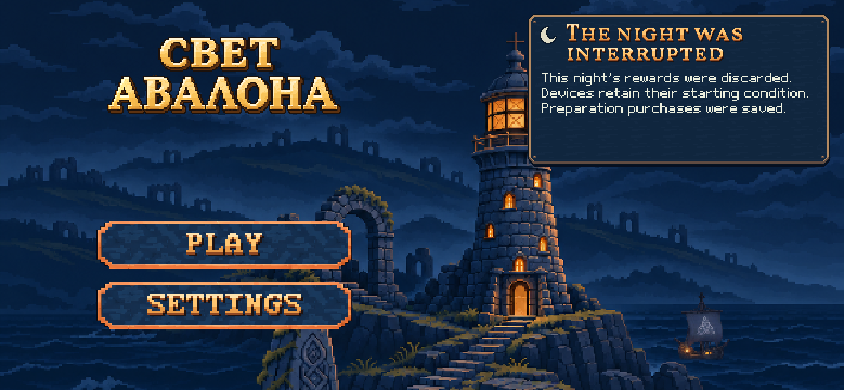 СВЕТ
АВАЛОНА
THE NIGHT WAS
INTERRUPTED
This night's rewards were discarded.
Devices retain their starting condition.
Preparation purchases were saved.
PLAY
SETTINGS